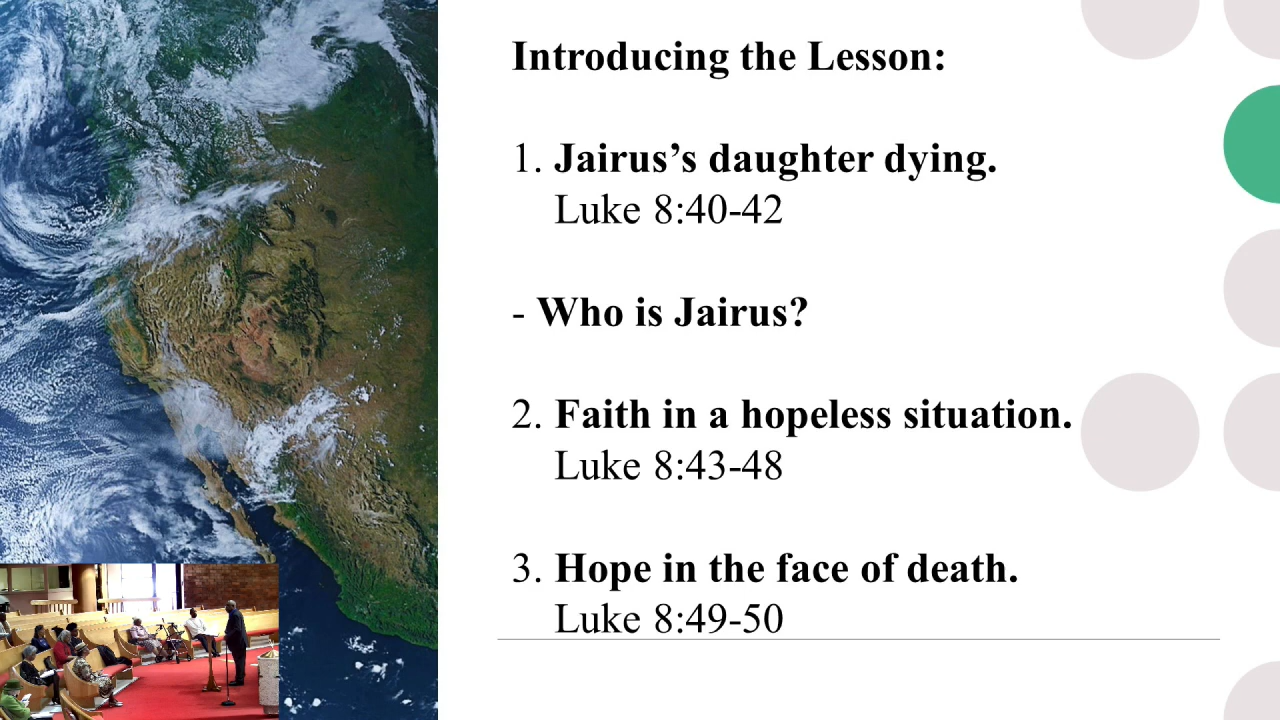 Introducing the Lesson:
1. Jairus’s daughter dying.
Luke 8:40-42
- Who is Jairus?
2. Faith in a hopeless situation.
Luke 8:43-48
3. Hope in the face of death.
Luke 8:49-50